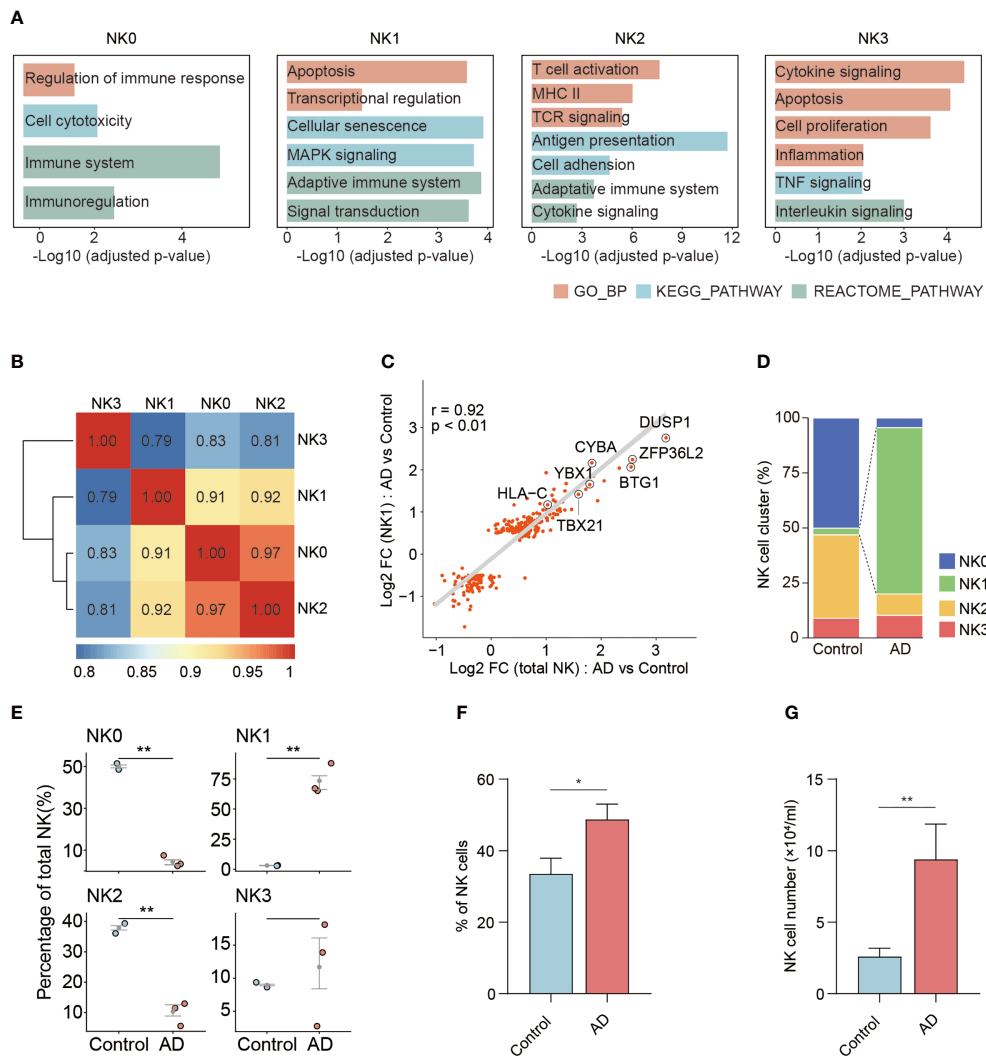 A
NK0
NK1
NK2
NK3
Regulation of immune response
Cell cytotoxicity
Immune system
Immunoregulation
0 2 4
-Log10 (adjusted p-value)
Apoptosis
Transcriptional regulation
Cellular senescence
MAPK signaling
Adaptive immune system
Signal transduction
0 1 2 3 4
-Log10 (adjusted p-value)
T cell activation
MHC II
TCR signaling
Antigen presentation
Cell adhesion
Adaptative immune system
Cytokine signaling
0 2 4 6 8 10 12
-Log10 (adjusted p-value)
Cytokine signaling
Apoptosis
Cell proliferation
Inflammation
TNF signaling
Interleukin signaling
0 1 2 3 4
-Log10 (adjusted p-value)
GO_BP KEGG_PATHWAY REACTOME_PATHWAY
B
NK3 NK1 NK0 NK2
1.00 0.79 0.83 0.81 NK3
0.79 1.00 0.91 0.92 NK1
0.83 0.91 1.00 0.97 NK0
0.81 0.92 0.97 1.00 NK2
0.8 0.85 0.9 0.95 1
C
r = 0.92
p < 0.01
DUSP1
CYBA
ZFP36L2
YBX1
BTG1
HLA-C
TBX21
3
2
1
0
−1
Log2 FC (NK1) : AD vs Control
−1 0 1 2 3
Log2 FC (total NK) : AD vs Control
D
100
75
50
25
0
NK cell cluster (%)
Control AD
NK0
NK1
NK2
NK3
E
Percentage of total NK(%)
NK0
**
50
30
10
NK1
**
75
50
25
0
NK2
**
40
30
20
10
NK3
15
10
5
Control AD
Control AD
F
60
40
20
0
% of NK cells
*
Control
AD
G
15
10
5
0
NK cell number (×10⁴/ml)
**
Control
AD